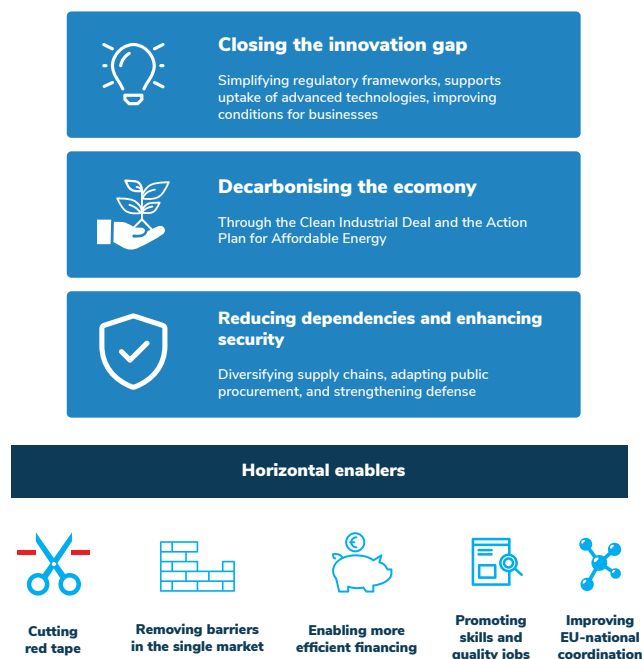 Closing the innovation gap
Simplifying regulatory frameworks, supports
uptake of advanced technologies, improving
conditions for businesses
Decarbonising the ecomony
Through the Clean Industrial Deal and the Action
Plan for Affordable Energy
Reducing dependencies and enhancing
security
Diversifying supply chains, adapting public
procurement, and strengthening defense
Horizontal enablers
€
Cutting
red tape
Removing barriers
in the single market
Enabling more
efficient financing
Promoting
skills and
quality jobs
Improving
EU-national
coordination